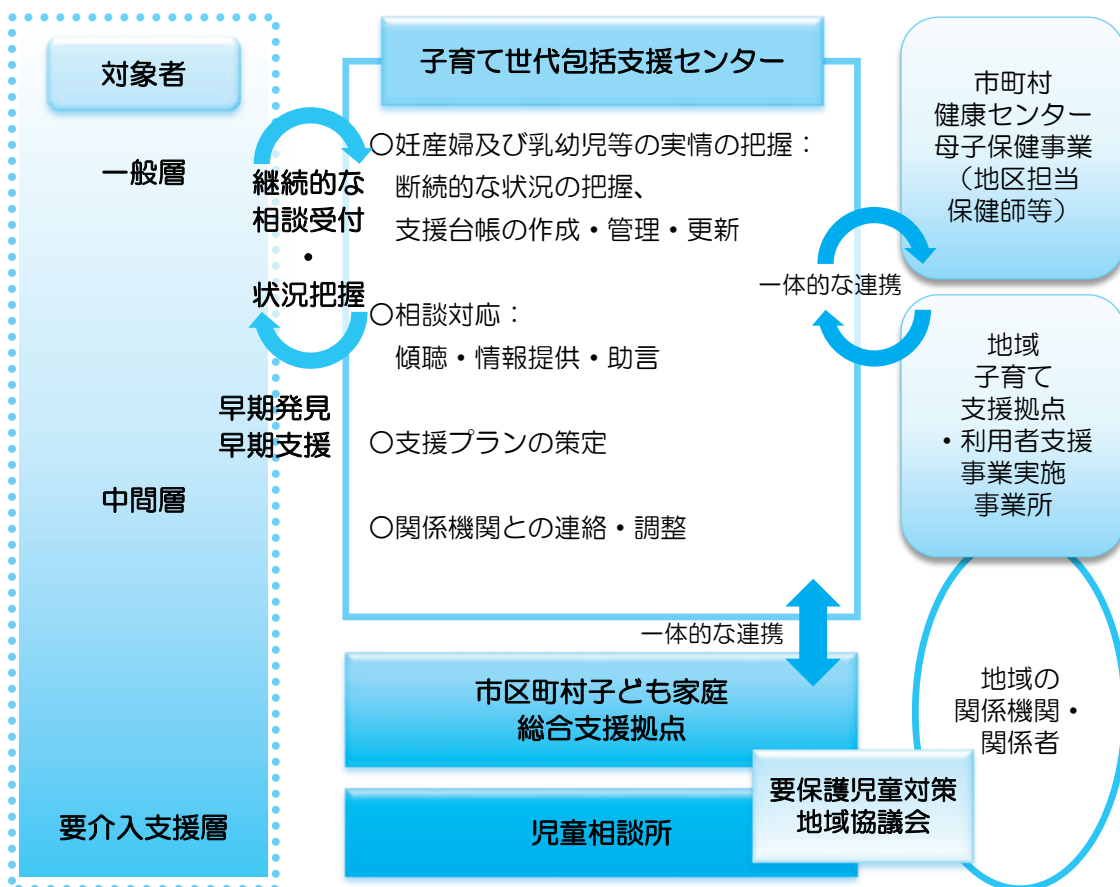 対象者
一般層
中間層
要介入支援層
継続的な
相談受付
・
状況把握
早期発見
早期支援
子育て世代包括支援センター
○妊産婦及び乳幼児等の実情の把握：
断続的な状況の把握、
支援台帳の作成・管理・更新
○相談対応：
傾聴・情報提供・助言
○支援プランの策定
○関係機関との連絡・調整
一体的な連携
市町村
健康センター
母子保健事業
（地区担当
保健師等）
地域
子育て
支援拠点
・利用者支援
事業実施
事業所
一体的な連携
市区町村子ども家庭
総合支援拠点
児童相談所
要保護児童対策
地域協議会
地域の
関係機関・
関係者